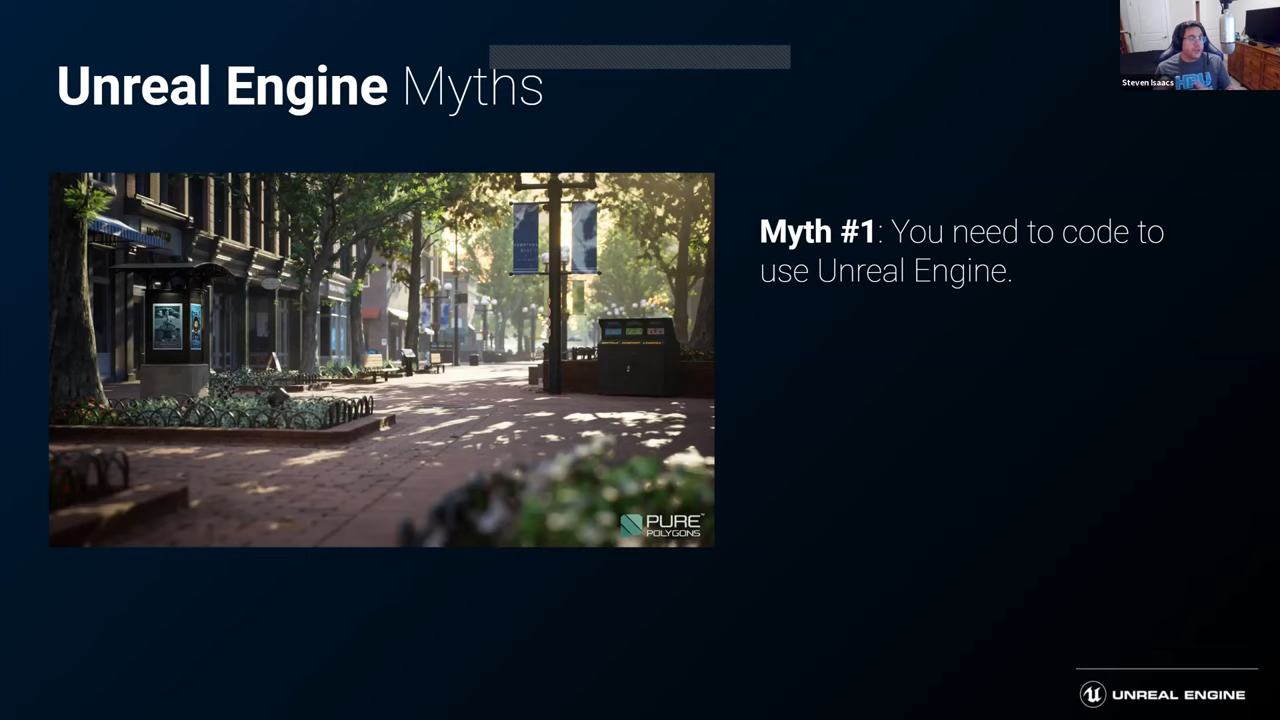 Unreal Engine Myths
Steven Isaacs
Myth #1: You need to code to
use Unreal Engine.
PURE
POLYGONS
UNREAL ENGINE